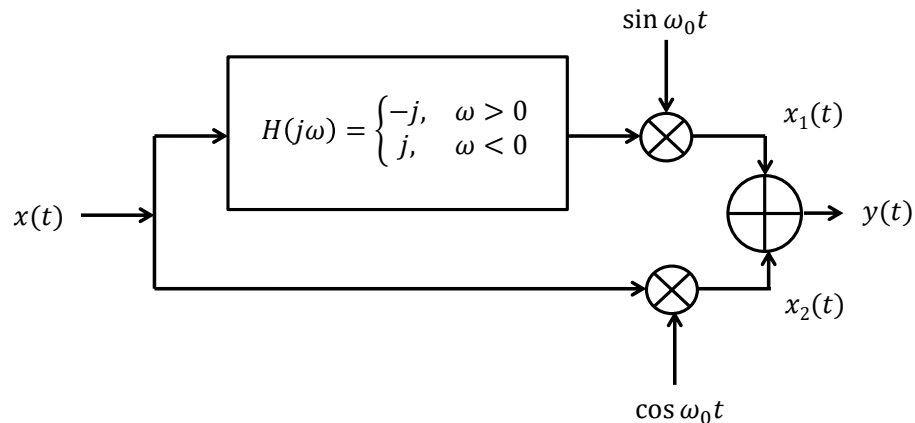 sin ω₀t
H(jω) = { −j, ω > 0
j, ω < 0
x₁(t)
x(t)
y(t)
x₂(t)
cos ω₀t